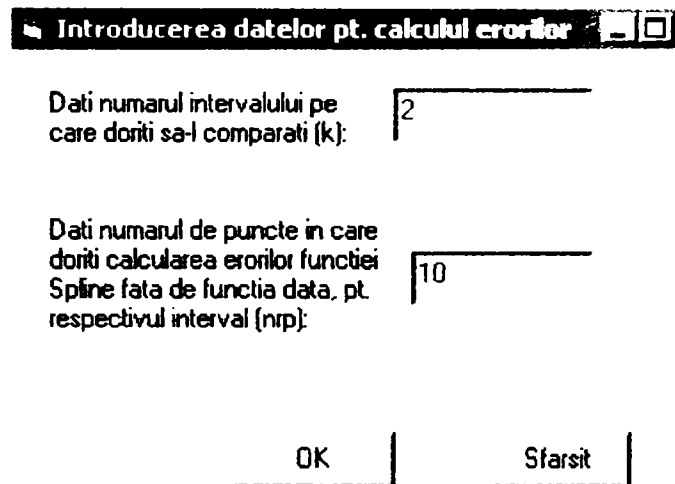 Introducerea datelor pt. calculul erorilor
Dati numarul intervalului pe
care doriti sa-l comparati (k):
2
Dati numarul de puncte in care
doriti calcularea erorilor functiei
Spline fata de functia data, pt.
respectivul interval (nrp):
10
OK
Sfarsit